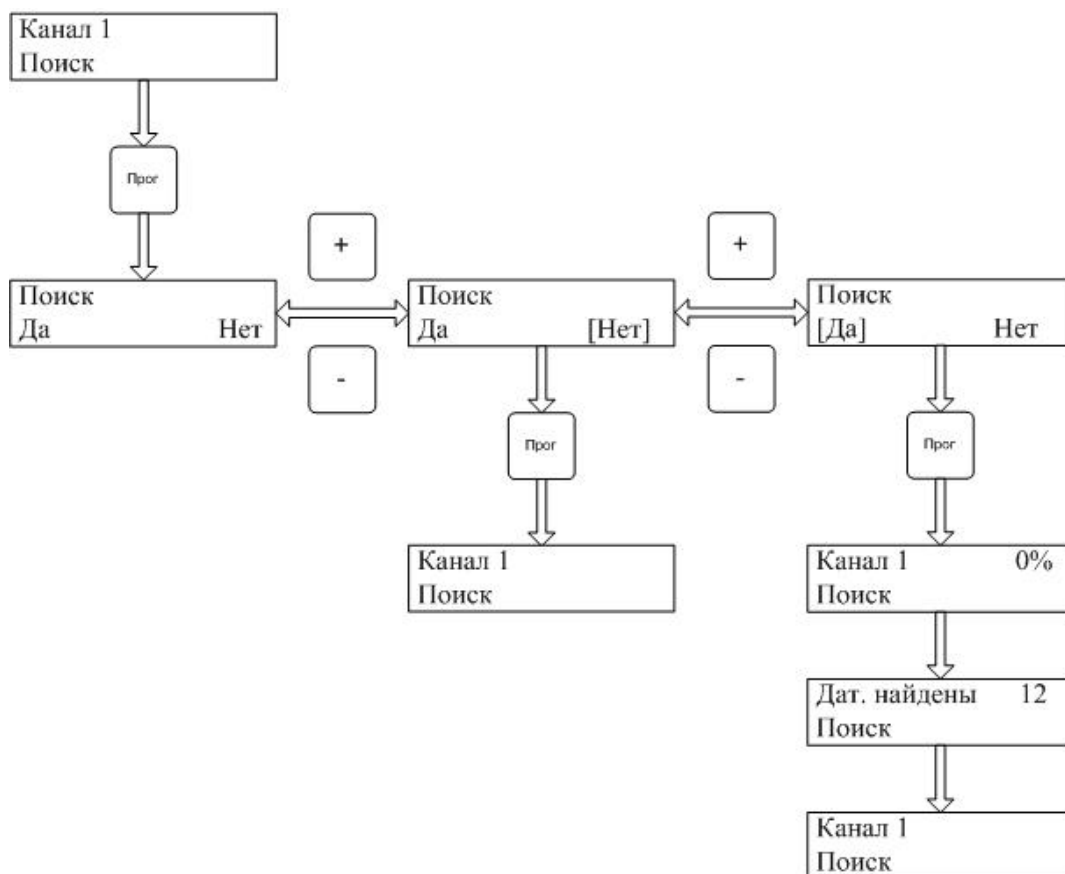 Канал 1
Поиск
Прог
+
+
Поиск
Да Нет
Поиск
Да [Нет]
Поиск
[Да] Нет
-
-
Прог
Прог
Канал 1
Поиск
Канал 1 0%
Поиск
Дат. найдены 12
Поиск
Канал 1
Поиск